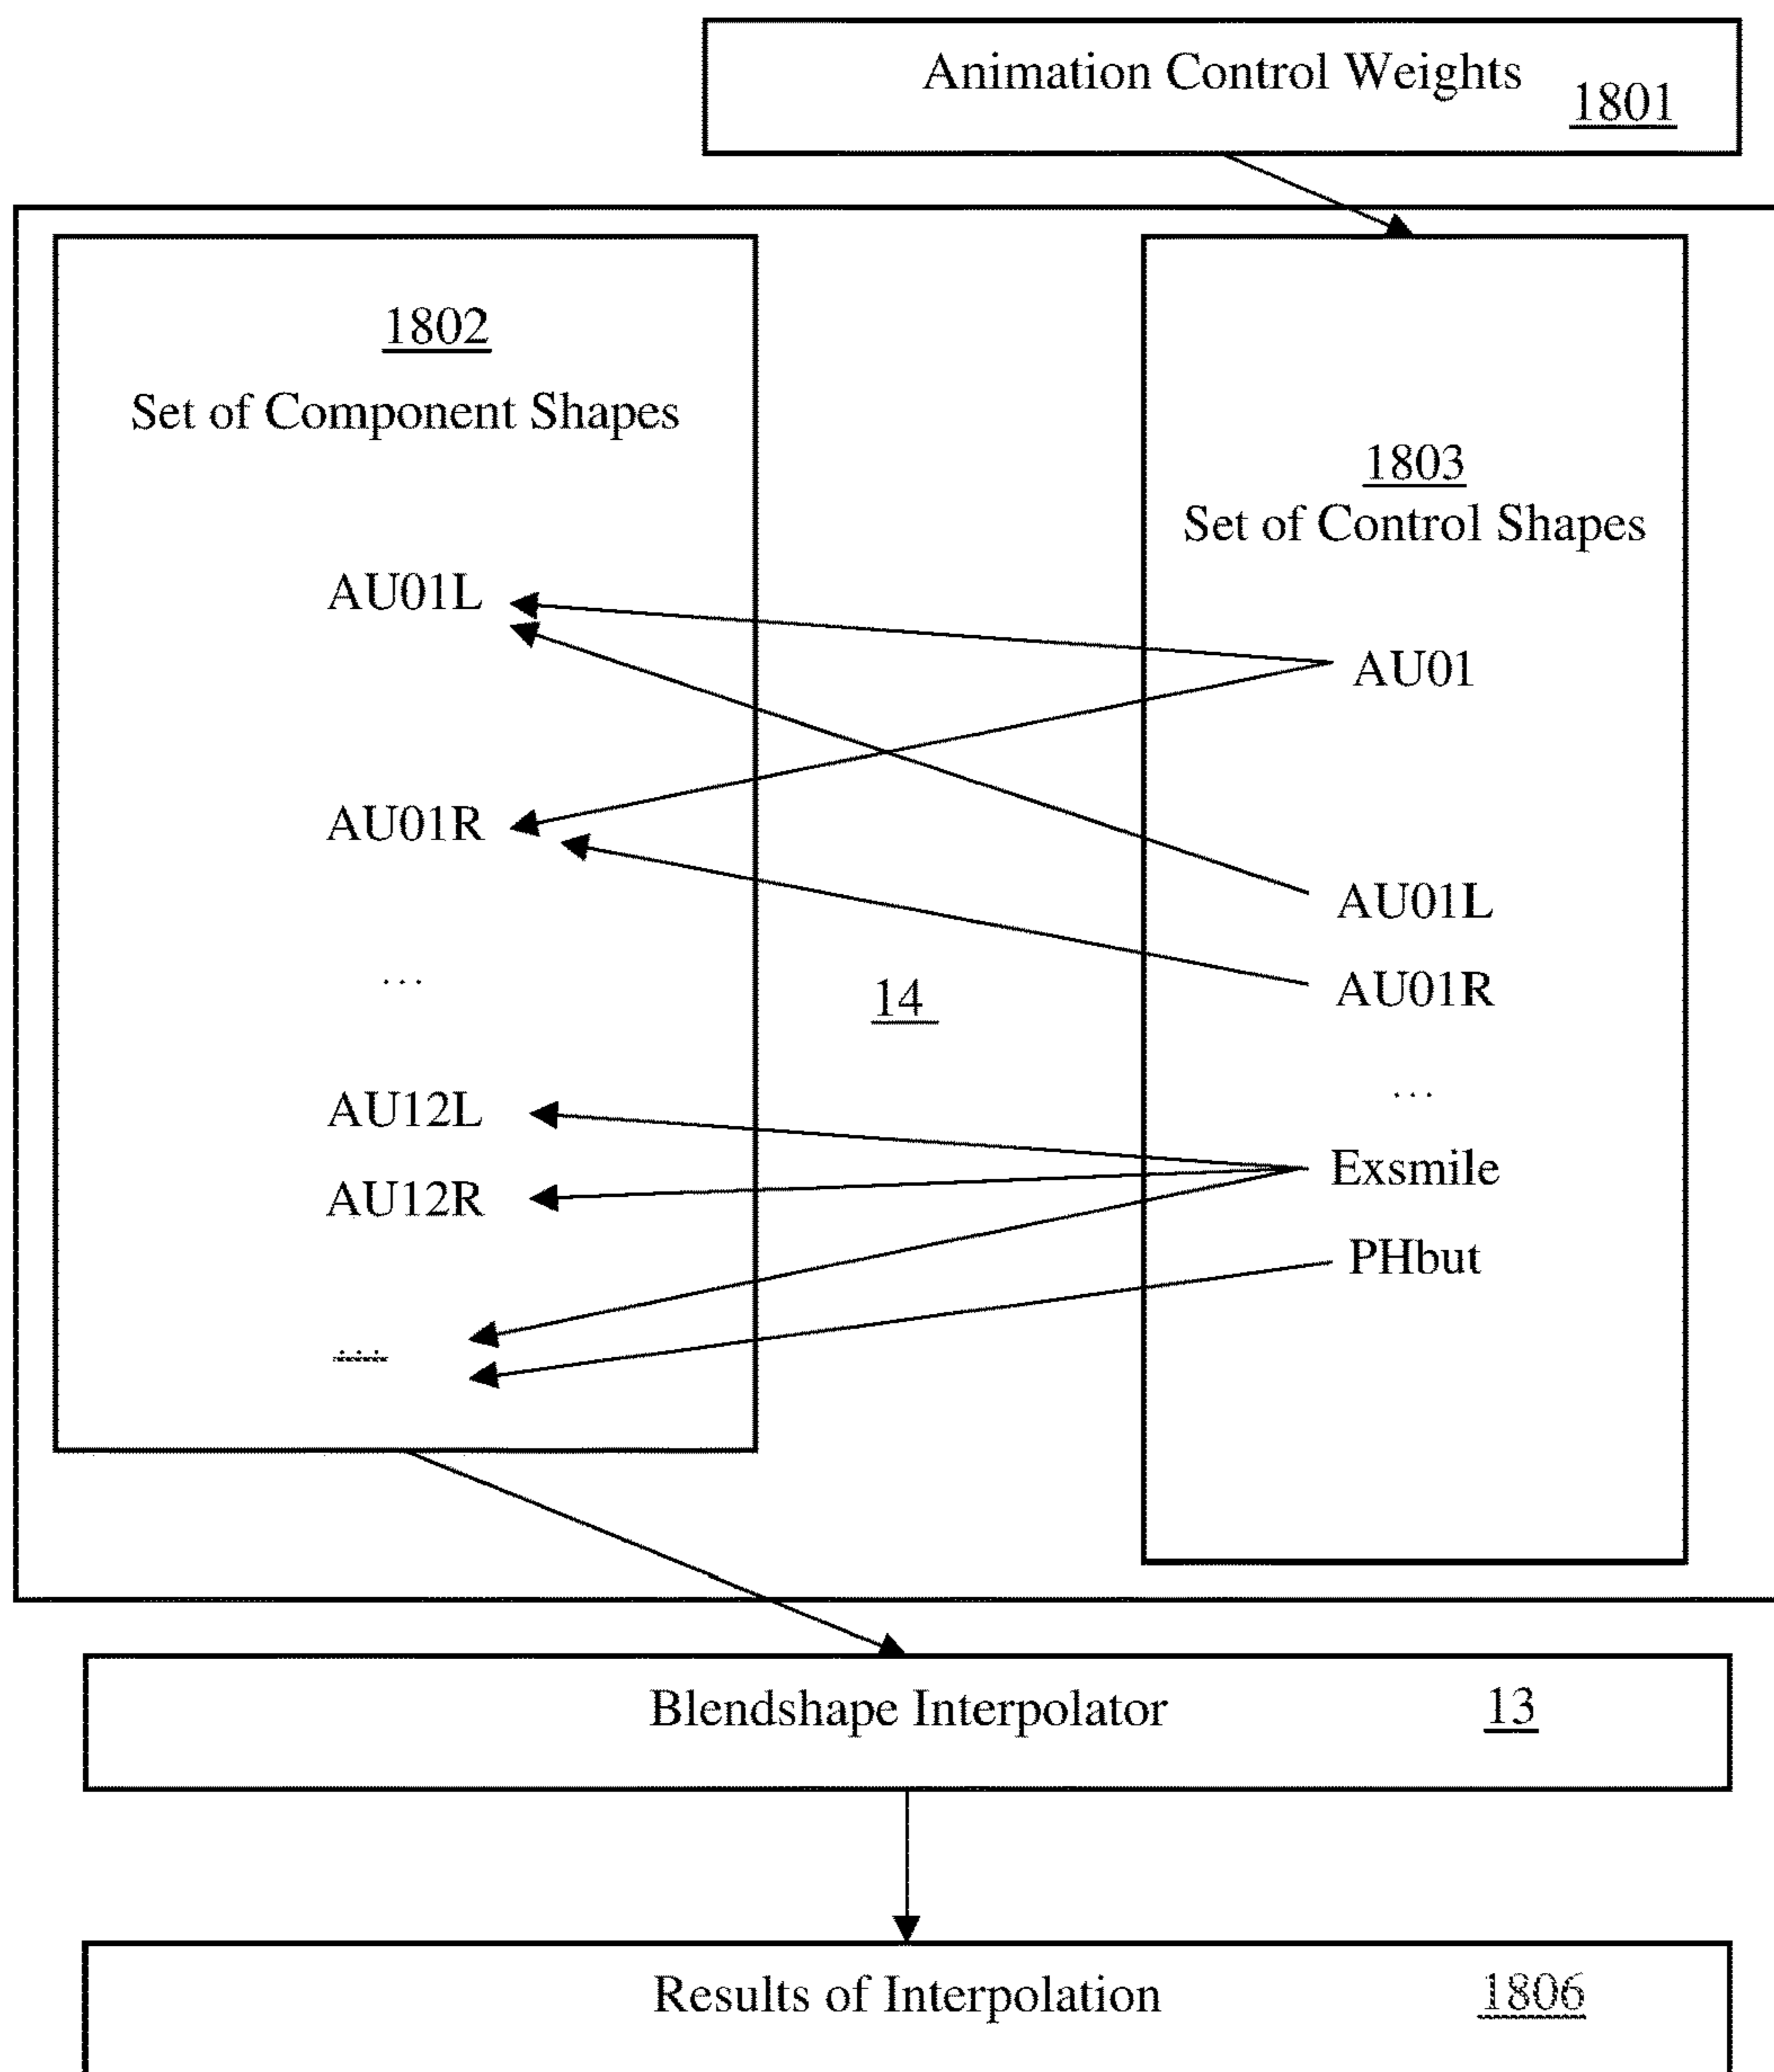 Animation Control Weights 1801
1802
Set of Component Shapes
1803
Set of Control Shapes
AU01L
AU01
AU01R
AU01L
...
14
AU01R
...
AU12L
Exsmile
AU12R
PHbut
....
Blendshape Interpolator 13
Results of Interpolation 1806